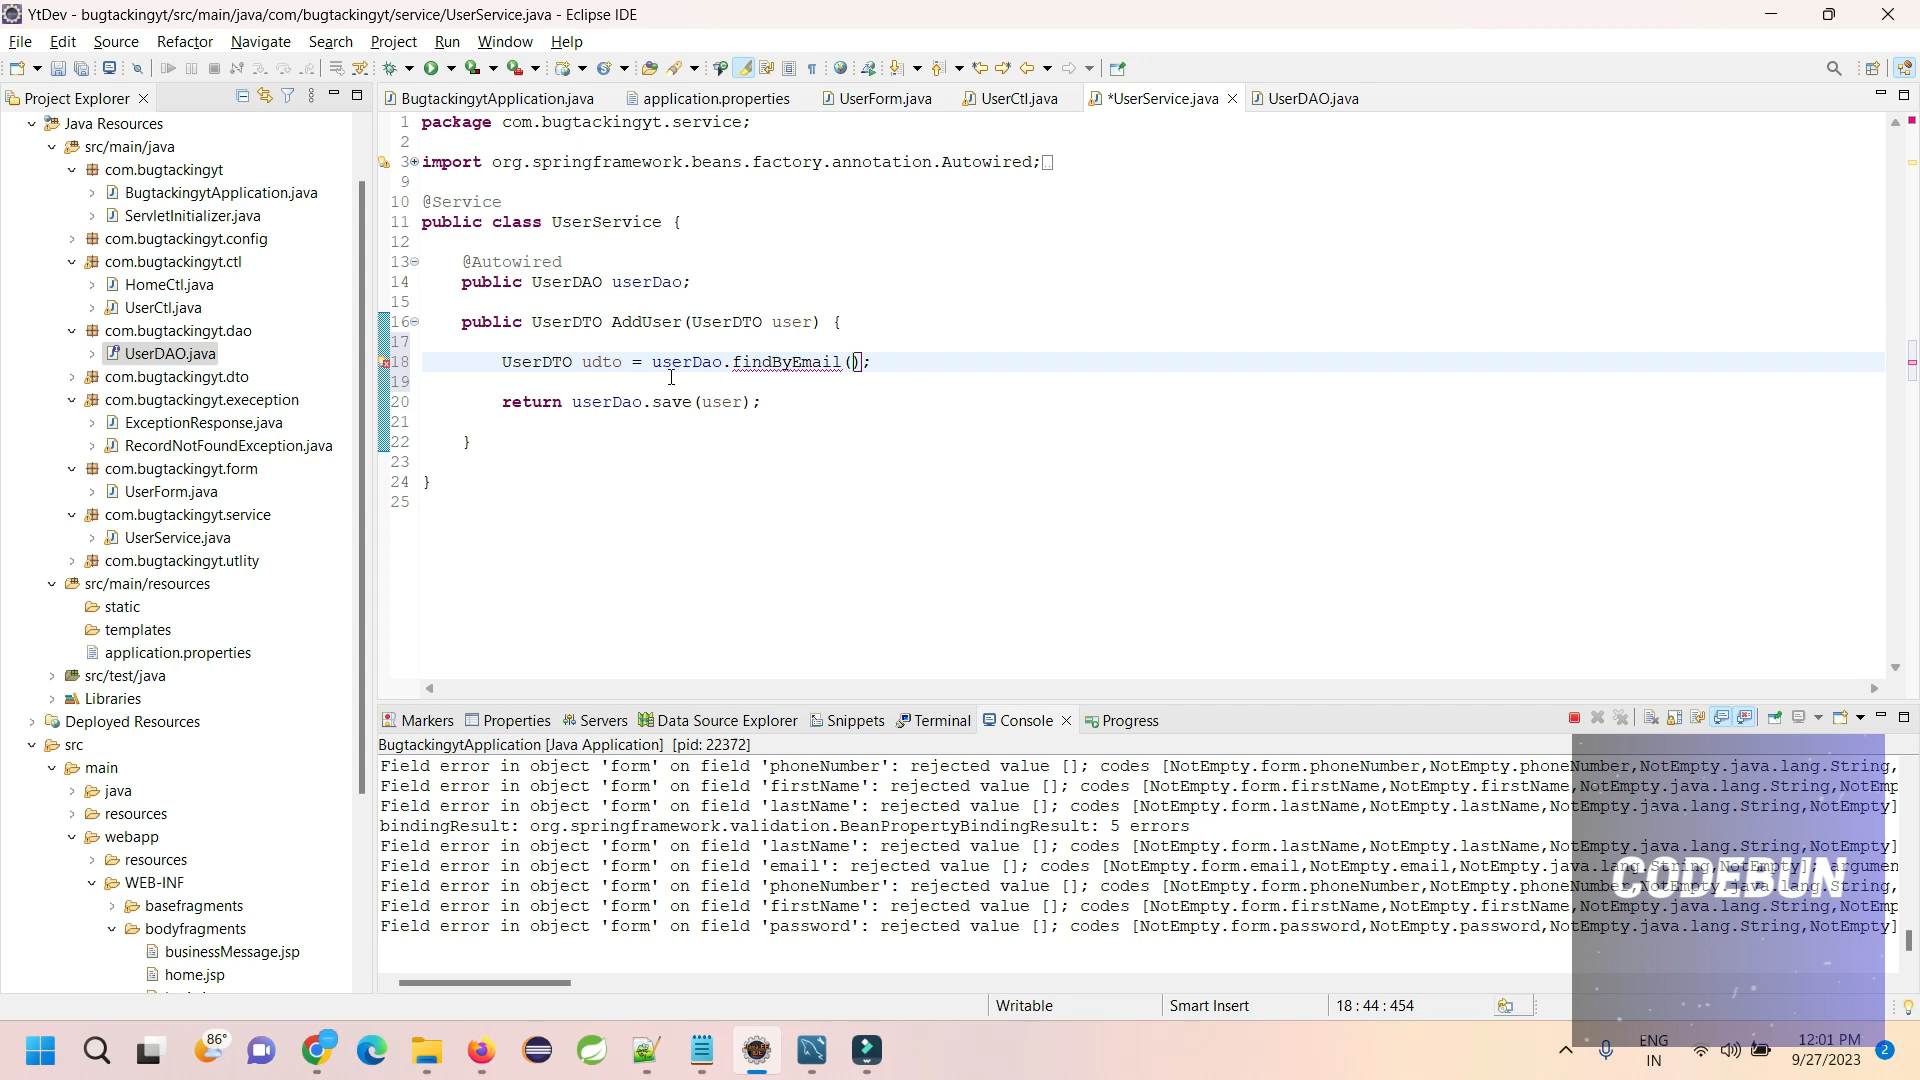 YtDev - bugtackingyt/src/main/java/com/bugtackingyt/service/UserService.java - Eclipse IDE
File Edit Source Refactor Navigate Search Project Run Window Help
Project Explorer
BugtackingytApplication.java application.properties UserForm.java UserCtl.java *UserService.java UserDAO.java
Java Resources
src/main/java
com.bugtackingyt
BugtackingytApplication.java
ServletInitializer.java
com.bugtackingyt.config
com.bugtackingyt.ctl
HomeCtl.java
UserCtl.java
com.bugtackingyt.dao
UserDAO.java
com.bugtackingyt.dto
com.bugtackingyt.exeception
ExceptionResponse.java
RecordNotFoundException.java
com.bugtackingyt.form
UserForm.java
com.bugtackingyt.service
UserService.java
com.bugtackingyt.utlity
src/main/resources
static
templates
application.properties
src/test/java
Libraries
Deployed Resources
src
main
java
resources
webapp
resources
WEB-INF
basefragments
bodyfragments
businessMessage.jsp
home.jsp
1 package com.bugtackingyt.service;
2
3 import org.springframework.beans.factory.annotation.Autowired;
9
10 @Service
11 public class UserService {
12
13 @Autowired
14 public UserDAO userDao;
15
16 public UserDTO AddUser(UserDTO user) {
17
18 UserDTO udto = userDao.findByEmail();
19
20 return userDao.save(user);
21
22 }
23
24 }
25
Markers Properties Servers Data Source Explorer Snippets Terminal Console Progress
BugtackingytApplication [Java Application] [pid: 22372]
Field error in object 'form' on field 'phoneNumber': rejected value []; codes [NotEmpty.form.phoneNumber,NotEmpty.phoneNumber,NotEmpty.java.lang.String,
Field error in object 'form' on field 'firstName': rejected value []; codes [NotEmpty.form.firstName,NotEmpty.firstName,NotEmpty.java.lang.String,NotEmp
Field error in object 'form' on field 'lastName': rejected value []; codes [NotEmpty.form.lastName,NotEmpty.lastName,NotEmpty.java.lang.String,NotEmpty]
bindingResult: org.springframework.validation.BeanPropertyBindingResult: 5 errors
Field error in object 'form' on field 'lastName': rejected value []; codes [NotEmpty.form.lastName,NotEmpty.lastName,NotEmpty.java.lang.String,NotEmpty]
Field error in object 'form' on field 'email': rejected value []; codes [NotEmpty.form.email,NotEmpty.email,NotEmpty.java.lang.String,NotEmpty]; argumen
Field error in object 'form' on field 'phoneNumber': rejected value []; codes [NotEmpty.form.phoneNumber,NotEmpty.phoneNumber,NotEmpty.java.lang.String,
Field error in object 'form' on field 'firstName': rejected value []; codes [NotEmpty.form.firstName,NotEmpty.firstName,NotEmpty.java.lang.String,NotEmp
Field error in object 'form' on field 'password': rejected value []; codes [NotEmpty.form.password,NotEmpty.password,NotEmpty.java.lang.String,NotEmpty]
CODEBUN
Writable Smart Insert 18 : 44 : 454
86°
ENG
IN
12:01 PM
9/27/2023
2